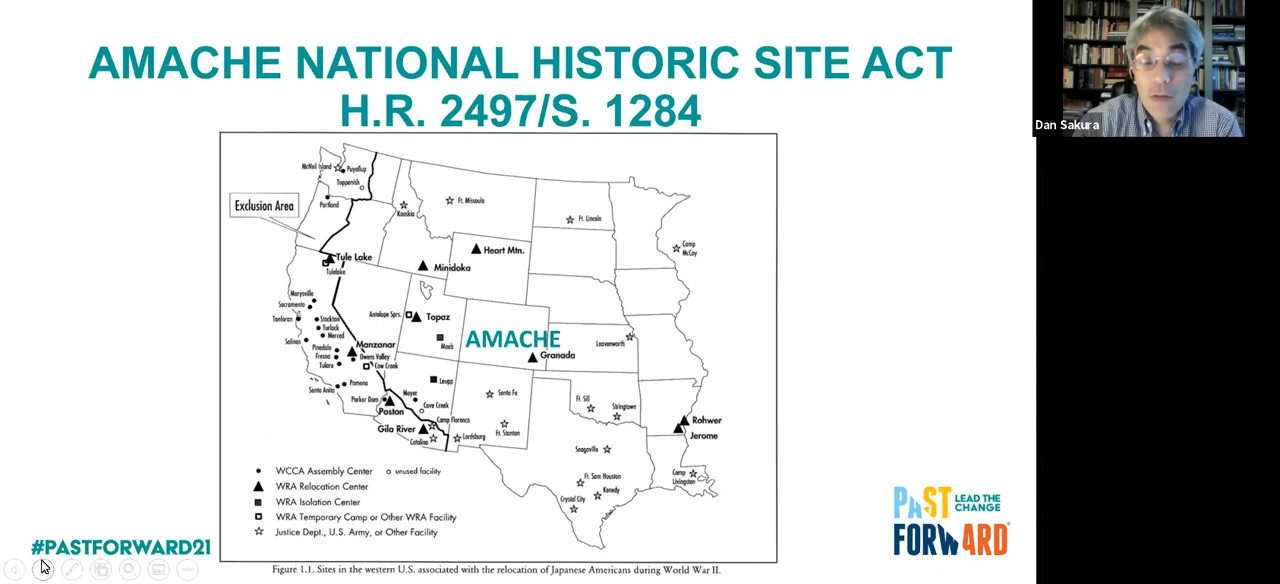 AMACHE NATIONAL HISTORIC SITE ACT
H.R. 2497/S. 1284
Dan Sakura
McNeil Island
Puyallup
Toppenish
Exclusion Area
Portland
Kooskia
Ft. Missoula
Ft. Lincoln
Camp
McCoy
Heart Mtn.
Tule Lake
Tulelake
Minidoka
Marysville
Sacramento
Tanforan
Stockton
Turlock
Merced
Salinas
Pinedale
Fresno
Tulare
Manzanar
Owens Valley
Cow Creek
Antelope Sprs.
Topaz
Moab
AMACHE
Granada
Leavenworth
Santa Anita
Pomona
Parker Dam
Poston
Mayer
Leupp
Cave Creek
Camp Florence
Gila River
Catalina
Lordsburg
Santa Fe
Ft. Stanton
Ft. Sill
Stringtown
Rohwer
Jerome
Seagoville
Ft. Sam Houston
Kenedy
Crystal City
Camp
Livingston
WCCA Assembly Center
unused facility
WRA Relocation Center
WRA Isolation Center
WRA Temporary Camp or Other WRA Facility
Justice Dept., U.S. Army, or Other Facility
Figure 1.1. Sites in the western U.S. associated with the relocation of Japanese Americans during World War II.
#PASTFORWARD21
PAST LEAD THE
CHANGE
FORWARD®